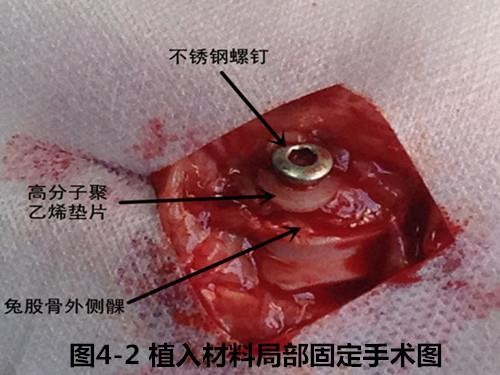 不锈钢螺钉
高分子聚
乙烯垫片
兔股骨外侧髁
图4-2 植入材料局部固定手术图